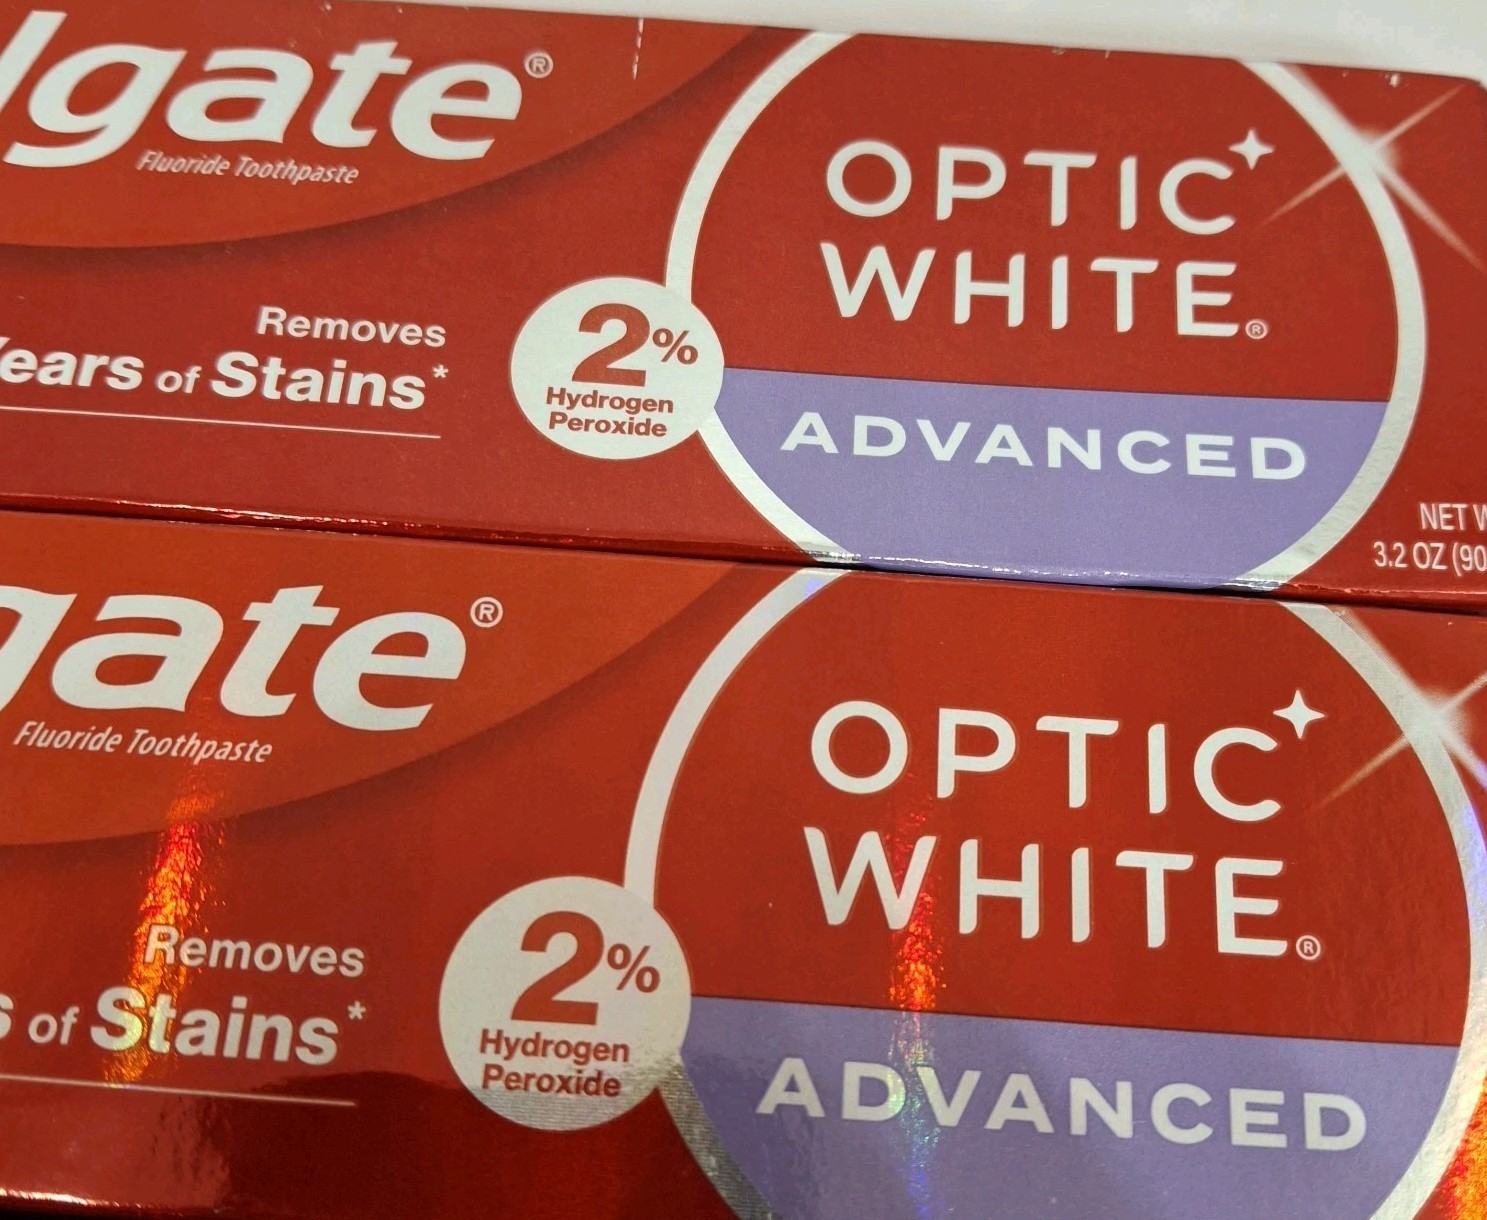 lgate®
Fluoride Toothpaste
Removes
Years of Stains*
2%
Hydrogen
Peroxide
OPTIC
WHITE®
ADVANCED
NET W
3.2 OZ (90
gate®
Fluoride Toothpaste
Removes
s of Stains*
2%
Hydrogen
Peroxide
OPTIC
WHITE®
ADVANCED